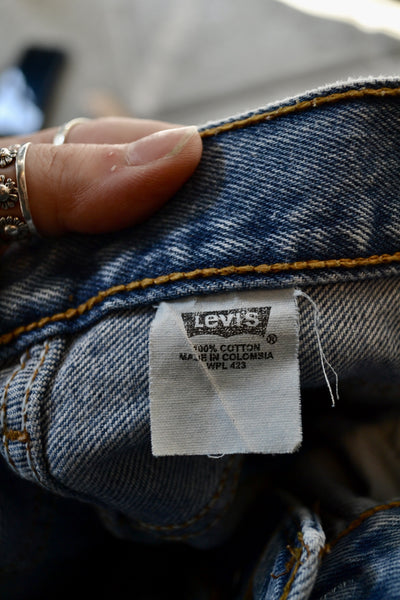 Levi's
®
100% COTTON
MADE IN COLOMBIA
WPL 423